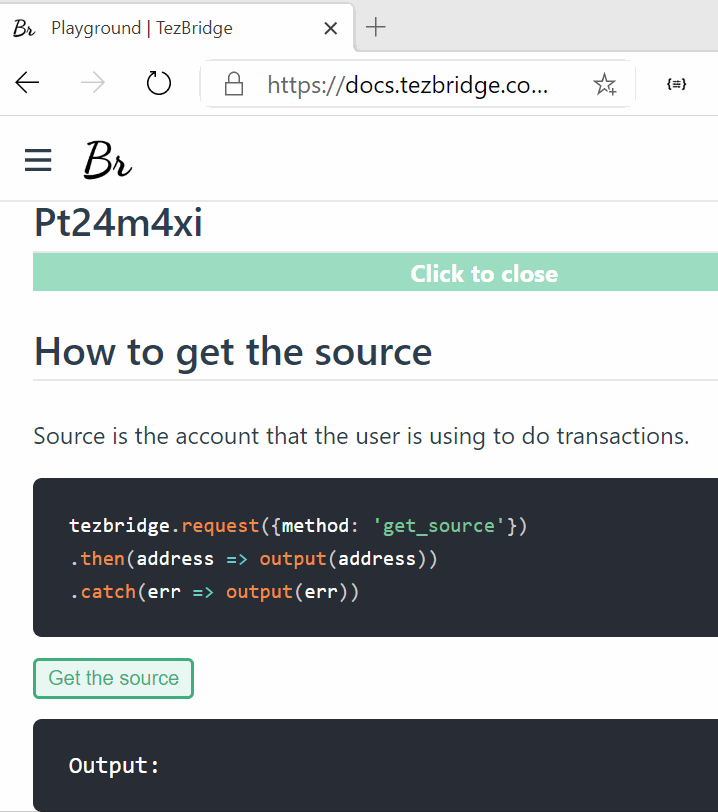 Br Playground | TezBridge
https://docs.tezbridge.co...
Br
Pt24m4xi
Click to close
How to get the source
Source is the account that the user is using to do transactions.
tezbridge.request({method: 'get_source'})
.then(address => output(address))
.catch(err => output(err))
Get the source
Output: